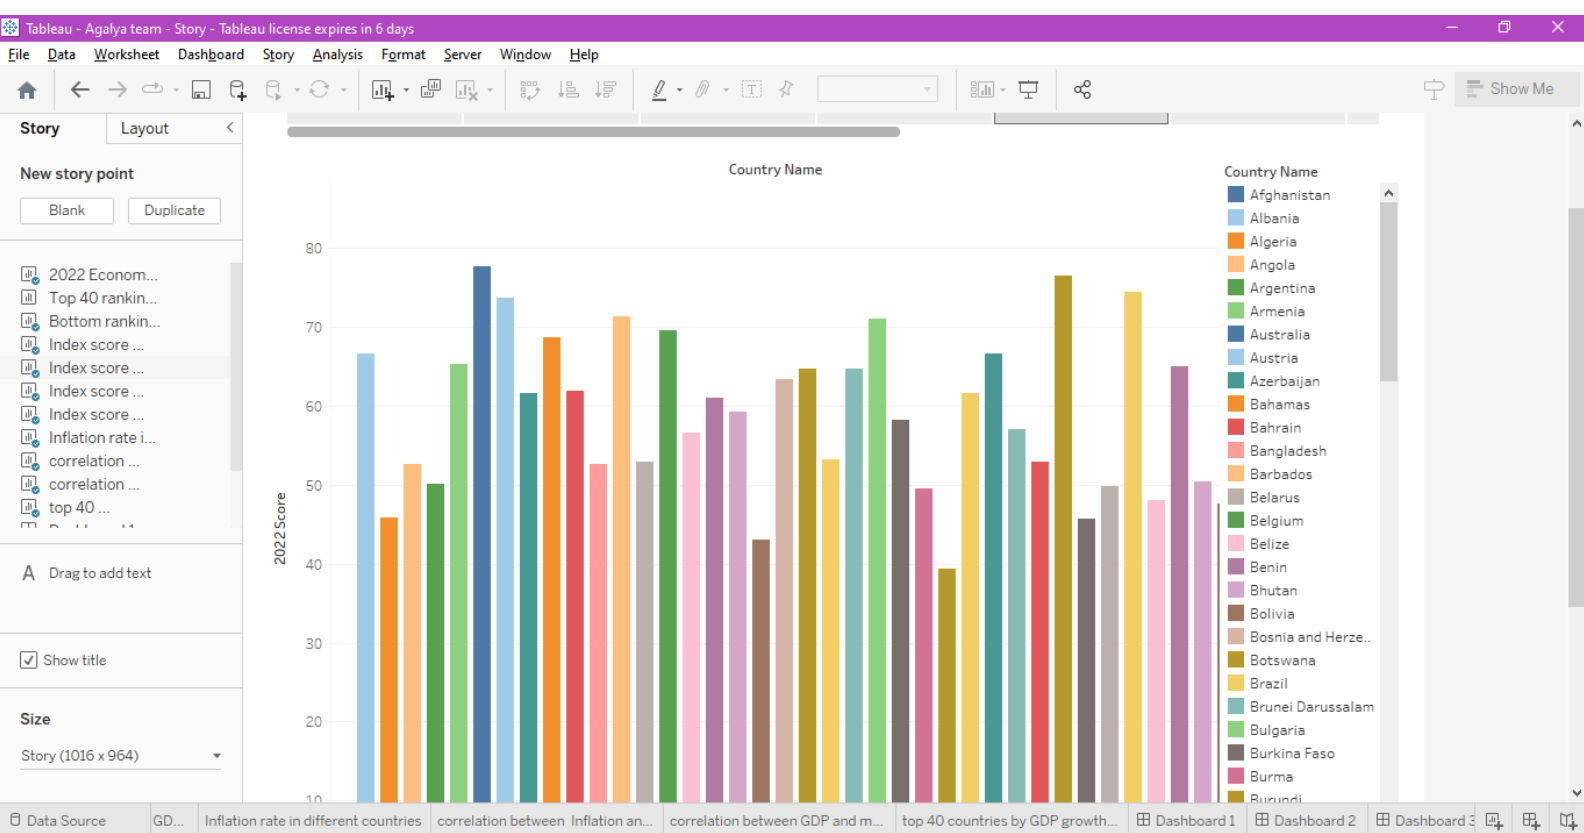 Tableau - Agalya team - Story - Tableau license expires in 6 days
File Data Worksheet Dashboard Story Analysis Format Server Window Help
Show Me
Story Layout
New story point
Blank Duplicate
2022 Econom...
Top 40 rankin...
Bottom rankin...
Index score ...
Index score ...
Index score ...
Index score ...
Inflation rate i...
correlation ...
correlation ...
top 40 ...
A Drag to add text
Show title
Size
Story (1016 x 964)
Country Name
80
70
60
50
40
30
20
10
2022 Score
Country Name
Afghanistan
Albania
Algeria
Angola
Argentina
Armenia
Australia
Austria
Azerbaijan
Bahamas
Bahrain
Bangladesh
Barbados
Belarus
Belgium
Belize
Benin
Bhutan
Bolivia
Bosnia and Herze..
Botswana
Brazil
Brunei Darussalam
Bulgaria
Burkina Faso
Burma
Burundi
Data Source GD... Inflation rate in different countries correlation between Inflation an... correlation between GDP and m... top 40 countries by GDP growth... Dashboard 1 Dashboard 2 Dashboard 3